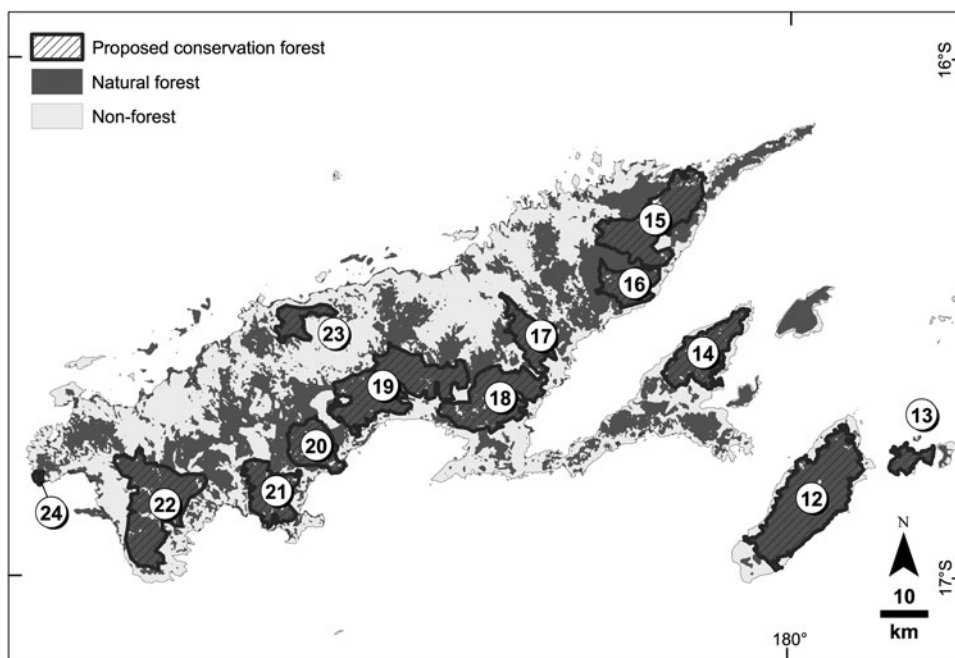 Proposed conservation forest
Natural forest
Non-forest
16°S
15
16
23
17
14
19
18
13
20
21
12
22
24
N
10
km
17°S
180°